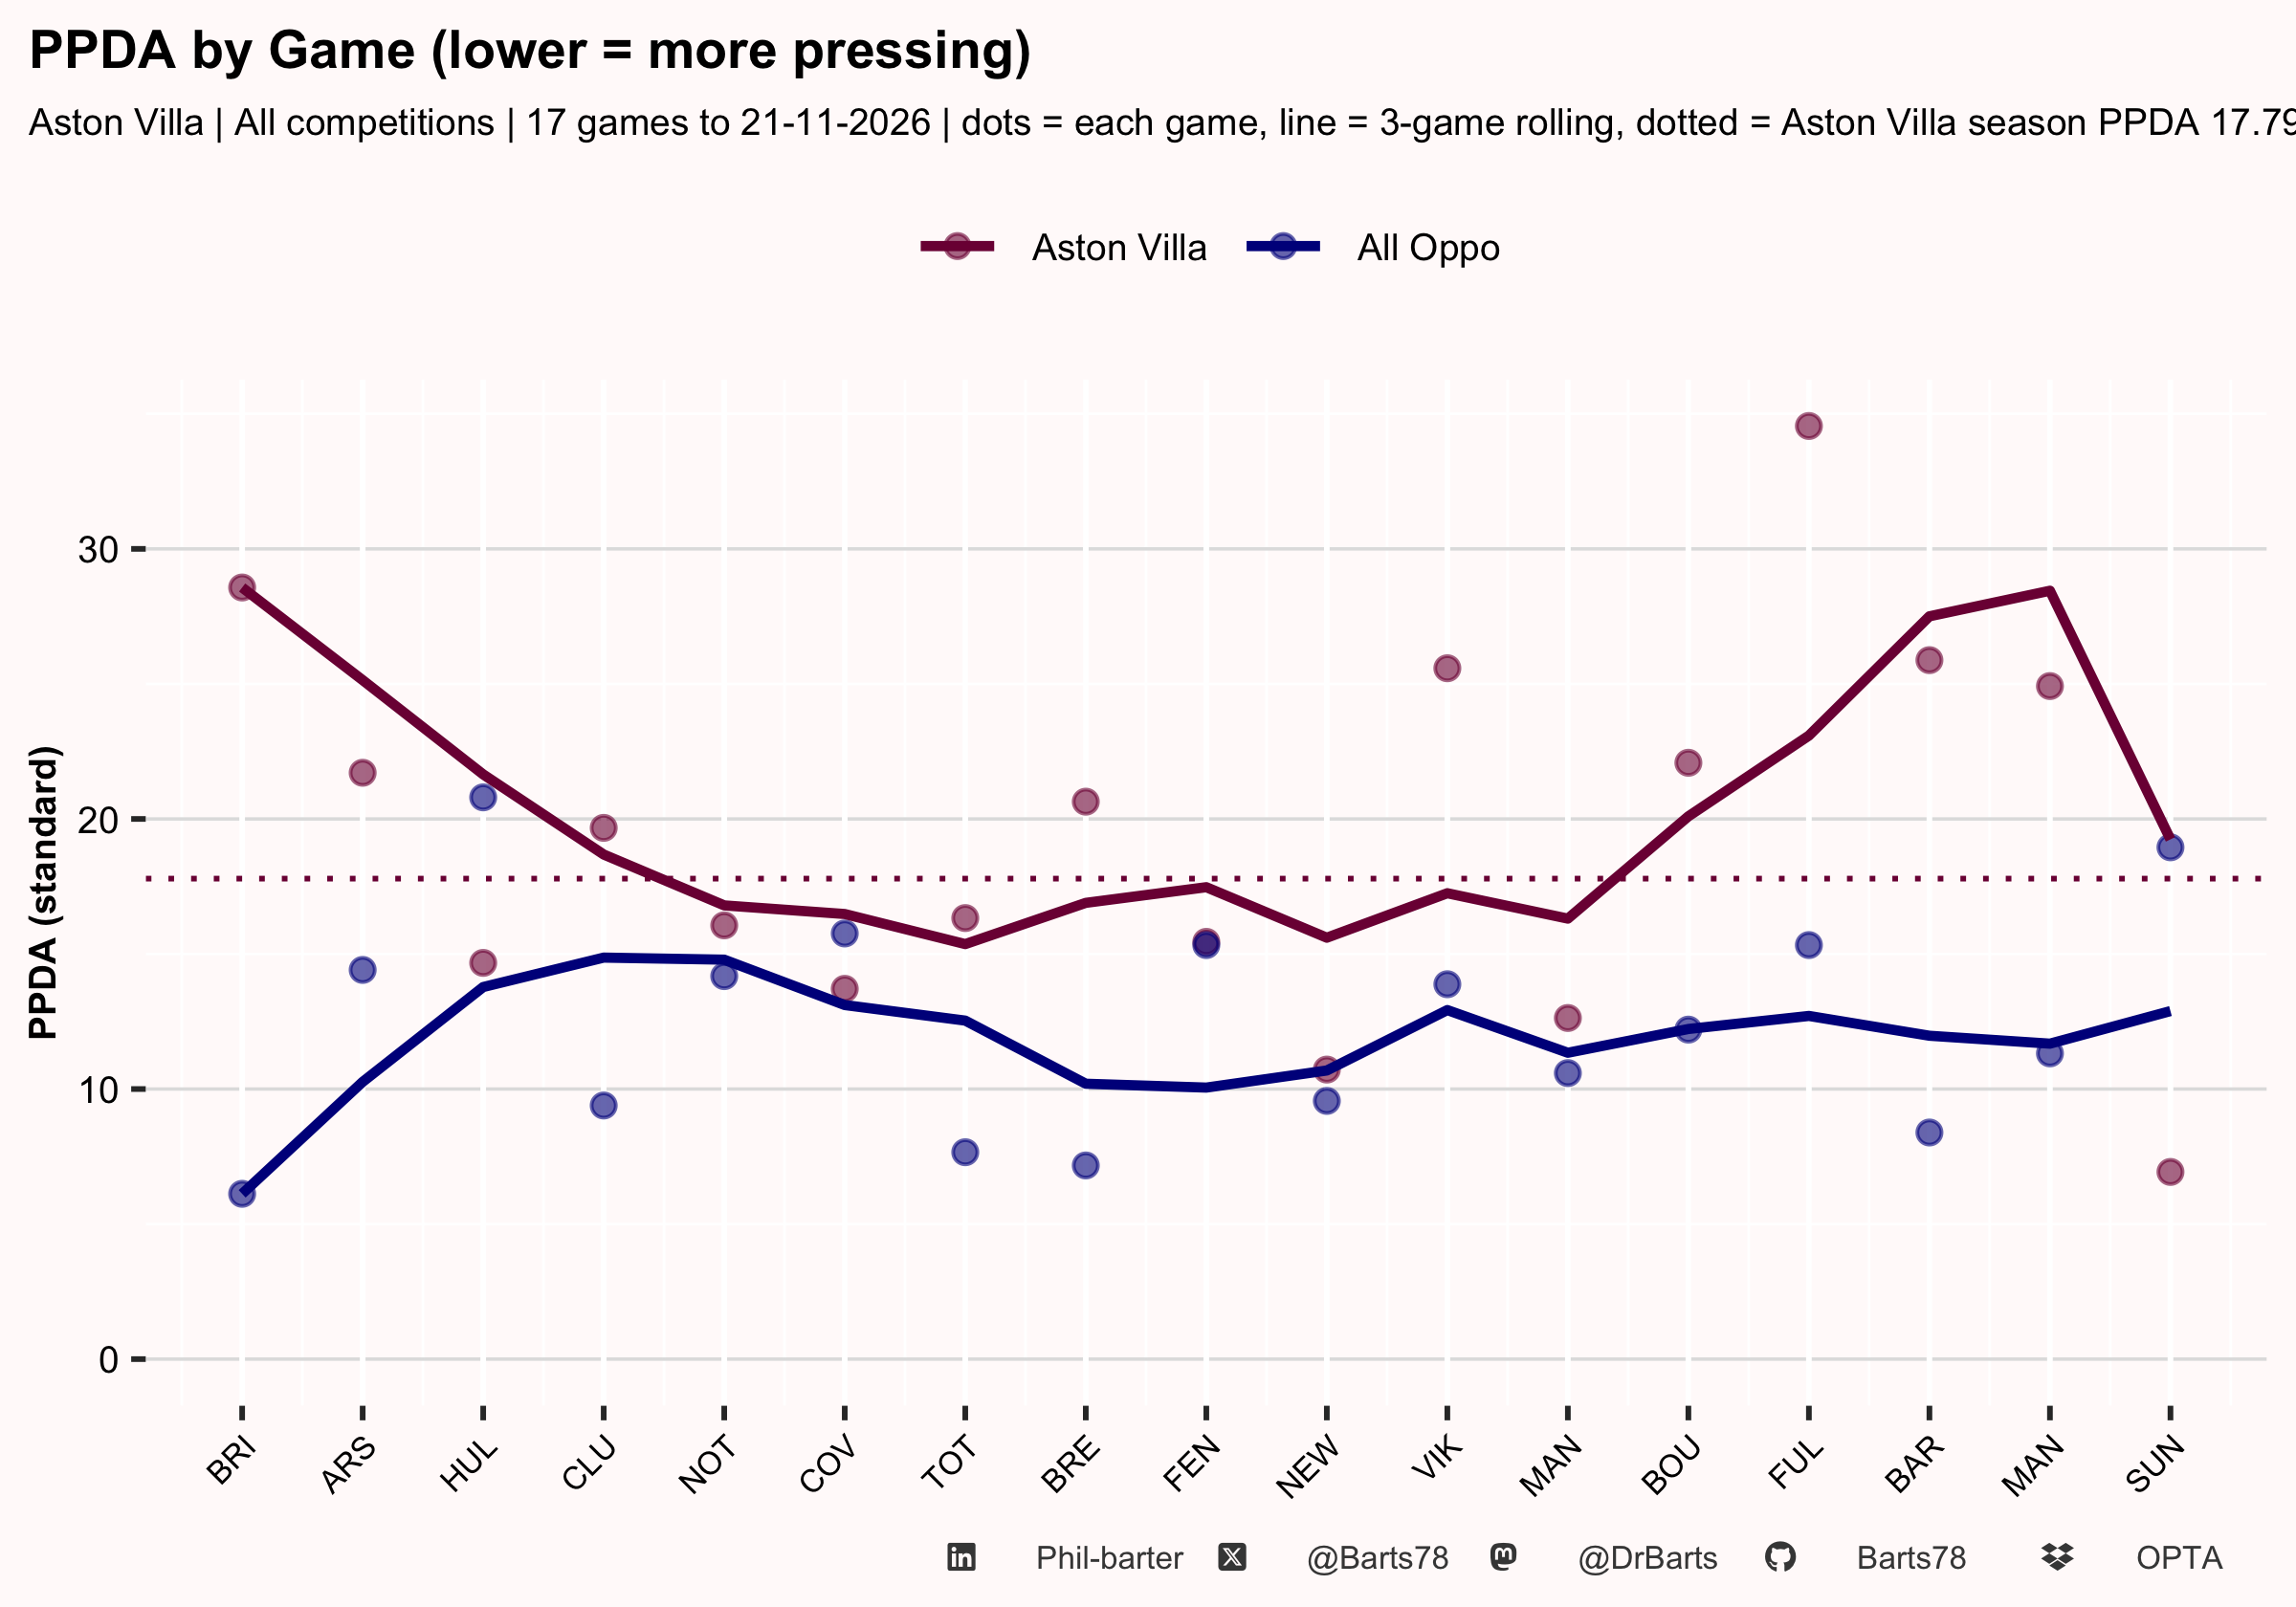 PPDA by Game (lower = more pressing)
Aston Villa | All competitions | 17 games to 21-11-2026 | dots = each game, line = 3-game rolling, dotted = Aston Villa season PPDA 17.79
Aston Villa
All Oppo
PPDA (standard)
30
20
10
0
BRI
ARS
HUL
CLU
NOT
COV
TOT
BRE
FEN
NEW
VIK
MAN
BOU
FUL
BAR
MAN
SUN
Phil-barter @Barts78 @DrBarts Barts78 OPTA